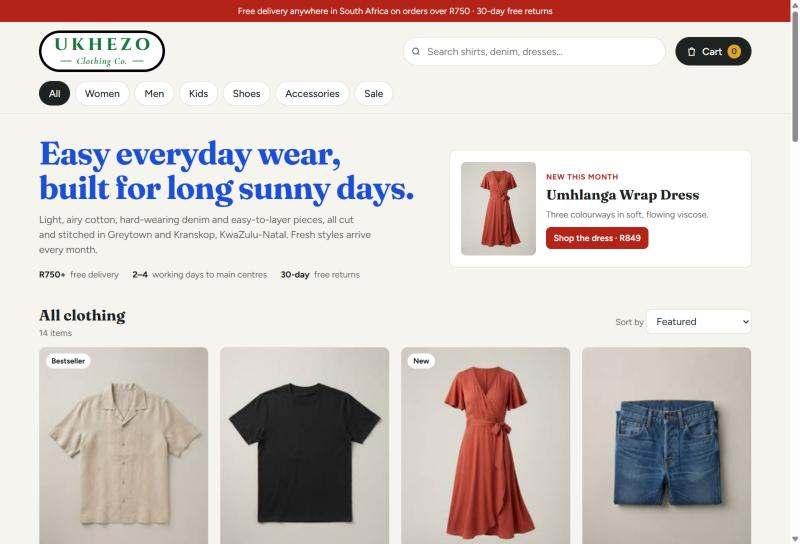 Free delivery anywhere in South Africa on orders over R750 · 30-day free returns
UKHEZO
Clothing Co.
Search shirts, denim, dresses...
Cart 0
All
Women
Men
Kids
Shoes
Accessories
Sale
Easy everyday wear,
built for long sunny days.
Light, airy cotton, hard-wearing denim and easy-to-layer pieces, all cut
and stitched in Greytown and Kranskop, KwaZulu-Natal. Fresh styles arrive
every month.
R750+ free delivery
2–4 working days to main centres
30-day free returns
NEW THIS MONTH
Umhlanga Wrap Dress
Three colourways in soft, flowing viscose.
Shop the dress · R849
All clothing
14 items
Sort by Featured
Bestseller
New